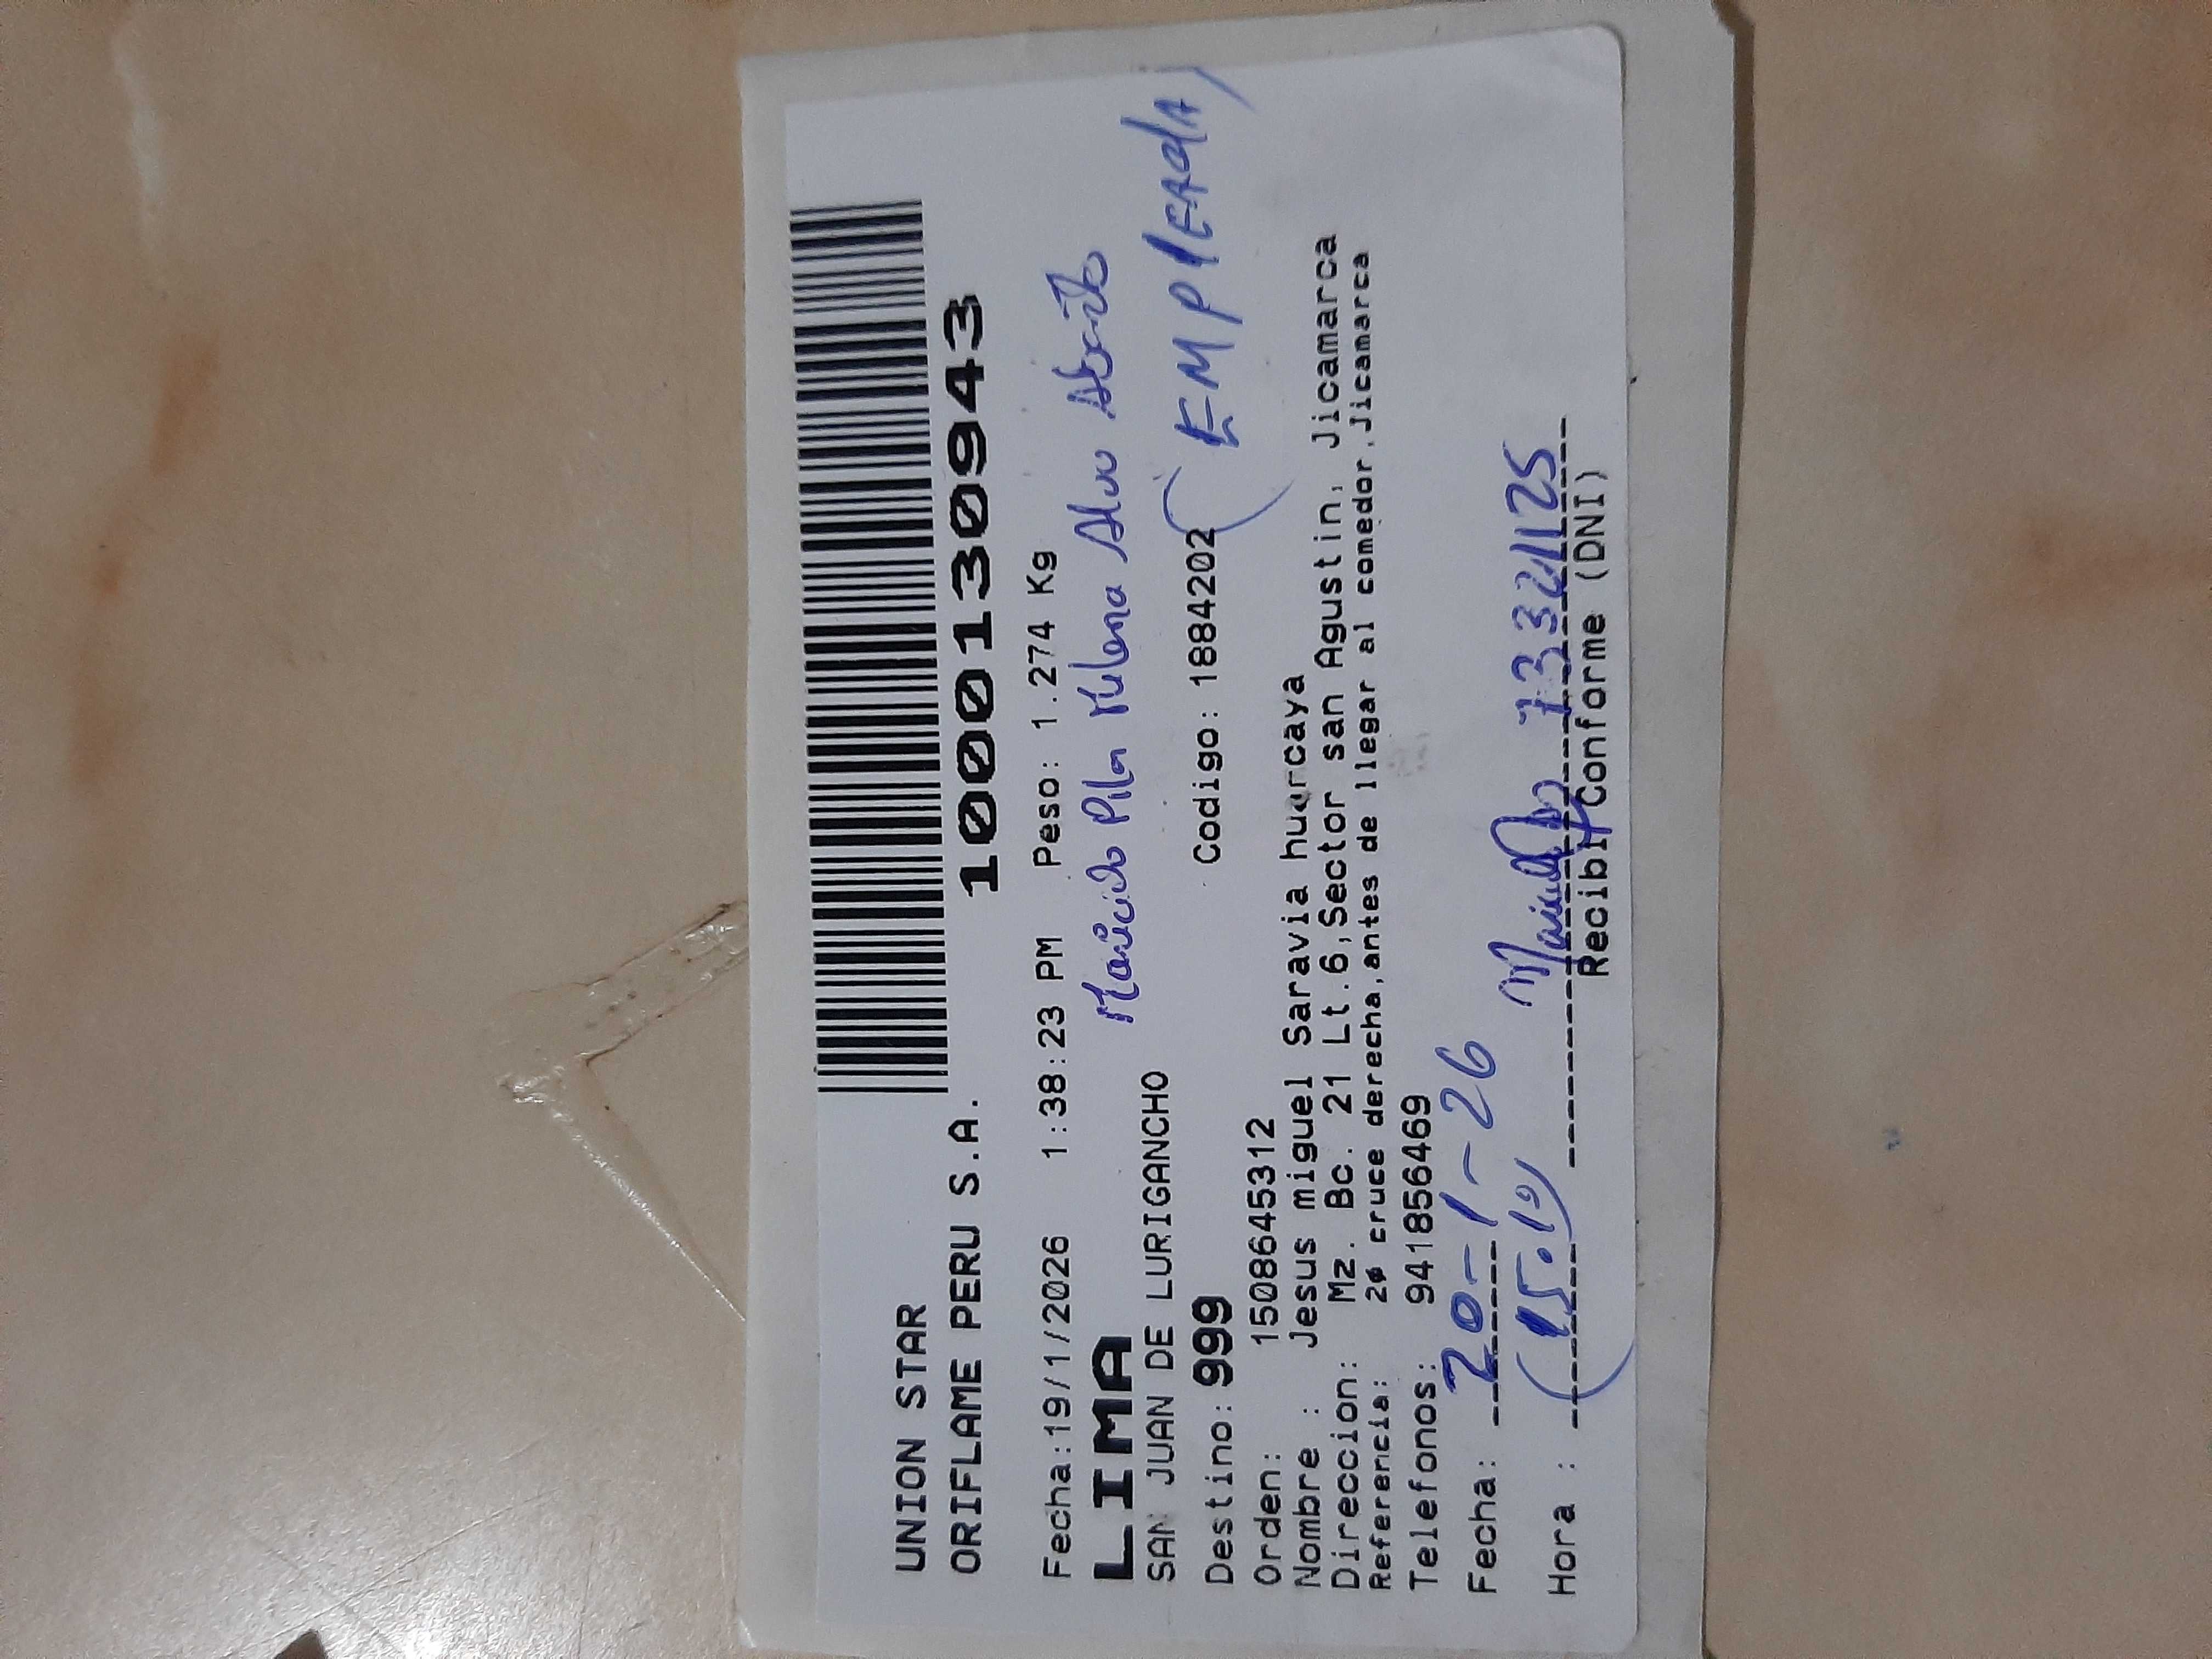 UNION STAR
ORIFLAME PERU S.A. 1000130943
Fecha:19/1/2026 1:38:23 PM Peso: 1.274 Kg
LIMA
Pilar Milena
SAN JUAN DE LURIGANCHO
(EMPLEADA)
Destino: 999 Codigo: 1884202
Orden: 1508645312
Nombre : Jesus miguel Saravia huarcaya
Direccion: Mz. Bc. 21 Lt.6,Sector san Agustin, Jicamarca
Referencia: 2º cruce derecha,antes de llegar al comedor,Jicamarca
Telefonos: 941856469
Fecha: 20-1-26
Hora :
Recibi Conforme (DNI)